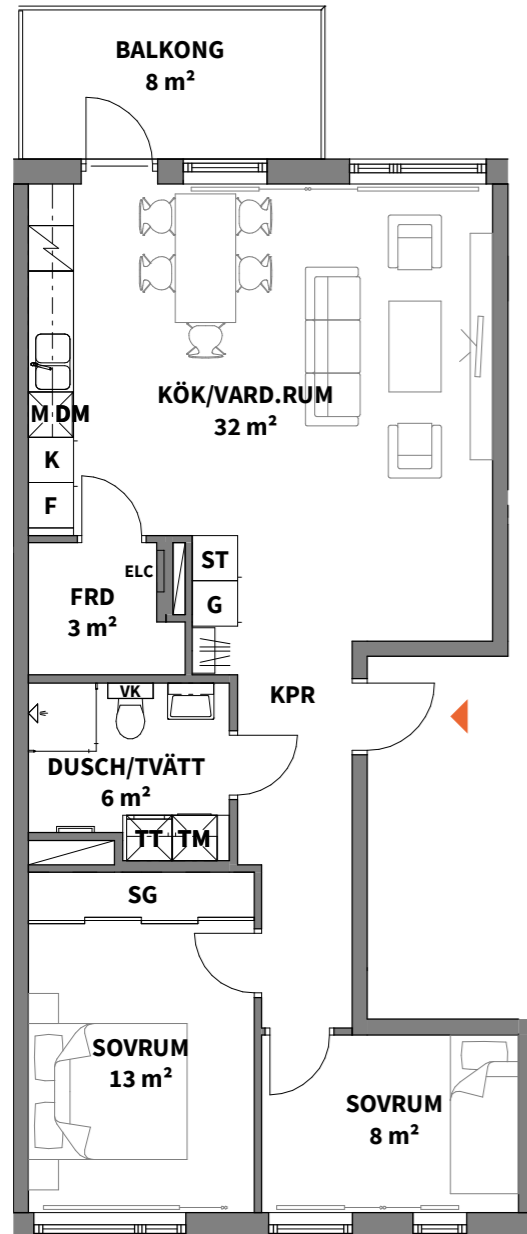 BALKONG
8 m²
KÖK/VARD.RUM
32 m²
M DM
K
F
ELC
ST
FRD
3 m²
G
VK
KPR
DUSCH/TVÄTT
6 m²
TT TM
SG
SOVRUM
13 m²
SOVRUM
8 m²